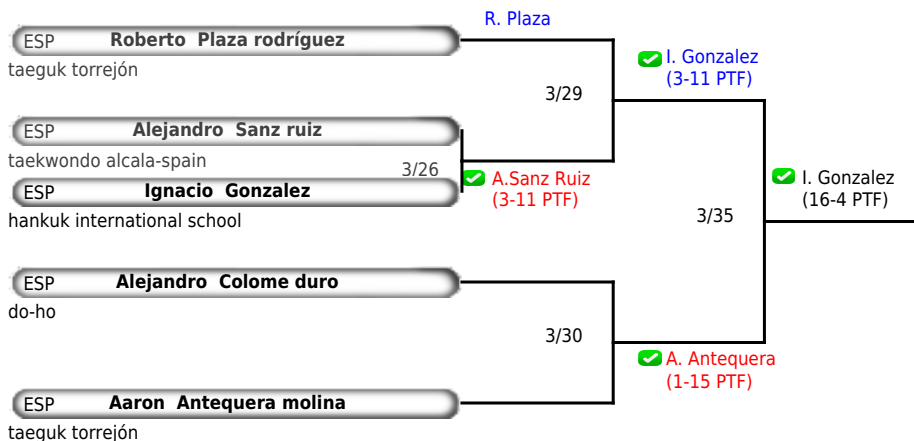 R. Plaza
ESP Roberto Plaza rodríguez
taeguk torrejón
I. Gonzalez
(3-11 PTF)
3/29
ESP Alejandro Sanz ruiz
taekwondo alcala-spain
3/26
A.Sanz Ruiz
(3-11 PTF)
I. Gonzalez
(16-4 PTF)
ESP Ignacio Gonzalez
hankuk international school
3/35
ESP Alejandro Colome duro
do-ho
3/30
A. Antequera
(1-15 PTF)
ESP Aaron Antequera molina
taeguk torrejón